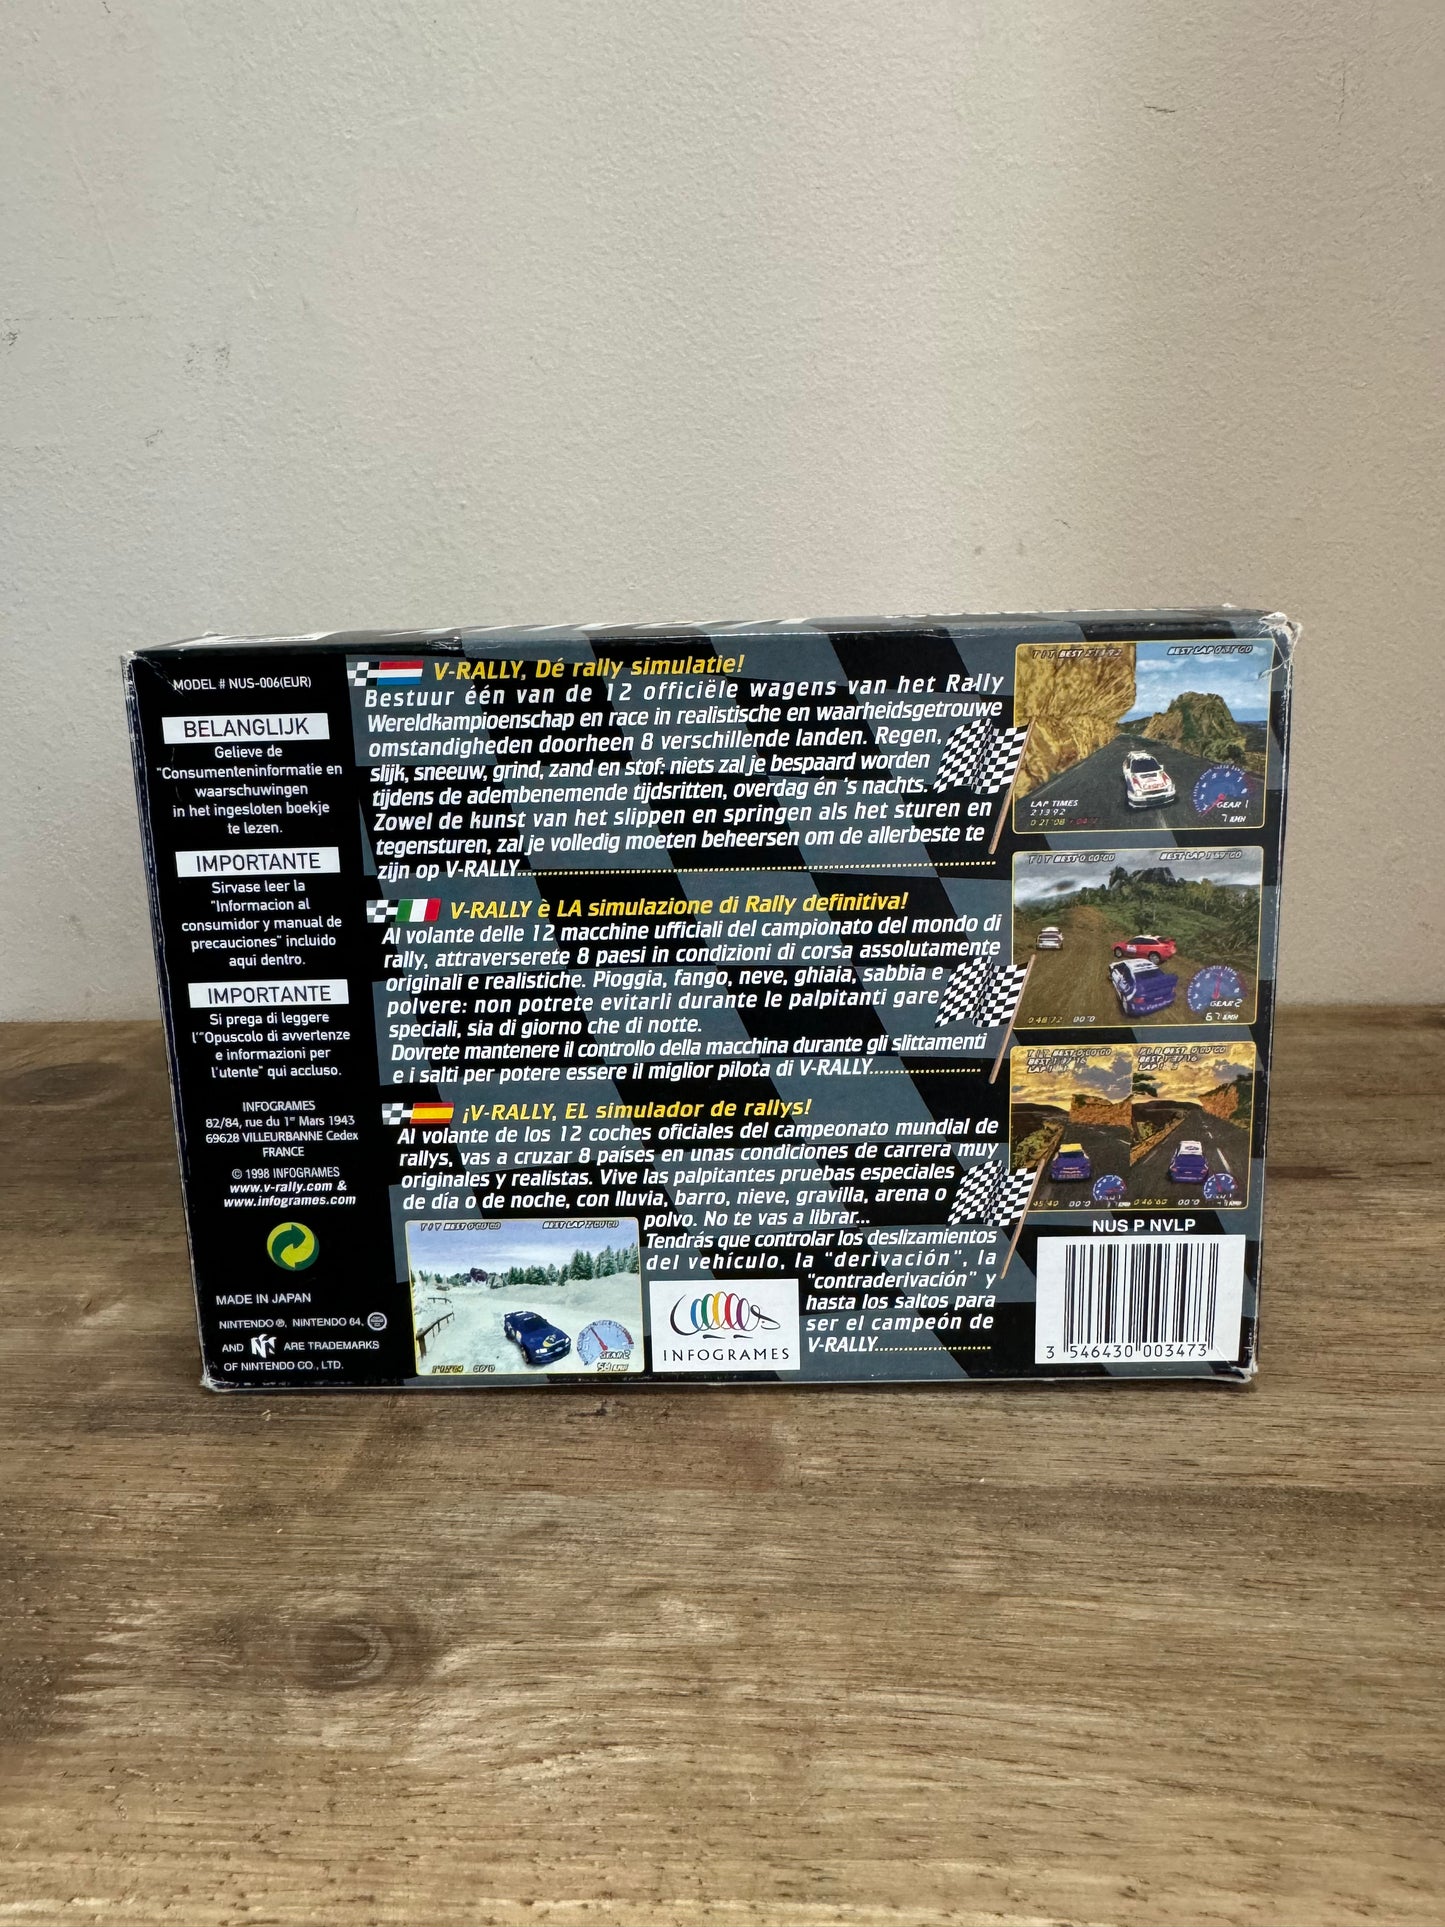 MODEL # NUS-006(EUR)
BELANGLIJK
Gelieve de
"Consumenteninformatie en
waarschuwingen
in het ingesloten boekje
te lezen.
IMPORTANTE
Sirvase leer la
"Informacion al
consumidor y manual de
precauciones" incluido
aqui dentro.
IMPORTANTE
Si prega di leggere
l'"Opuscolo di avvertenze
e informazioni per
l'utente" qui accluso.
INFOGRAMES
82/84, rue du 1er Mars 1943
69628 VILLEURBANNE Cedex
FRANCE
© 1998 INFOGRAMES
www.v-rally.com &
www.infogrames.com
MADE IN JAPAN
NINTENDO ®, NINTENDO 64,
AND ARE TRADEMARKS
OF NINTENDO CO., LTD.
V-RALLY, Dé rally simulatie!
Bestuur één van de 12 officiële wagens van het Rally
Wereldkampioenschap en race in realistische en waarheidsgetrouwe
omstandigheden doorheen 8 verschillende landen. Regen,
slijk, sneeuw, grind, zand en stof: niets zal je bespaard worden
tijdens de adembenemende tijdsritten, overdag én 's nachts.
Zowel de kunst van het slippen en springen als het sturen en
tegensturen, zal je volledig moeten beheersen om de allerbeste te
zijn op V-RALLY...
V-RALLY è LA simulazione di Rally definitiva!
Al volante delle 12 macchine ufficiali del campionato del mondo di
rally, attraverserete 8 paesi in condizioni di corsa assolutamente
originali e realistiche. Pioggia, fango, neve, ghiaia, sabbia e
polvere: non potrete evitarli durante le palpitanti gare
speciali, sia di giorno che di notte.
Dovrete mantenere il controllo della macchina durante gli slittamenti
e i salti per potere essere il miglior pilota di V-RALLY...
¡V-RALLY, EL simulador de rallys!
Al volante de los 12 coches oficiales del campeonato mundial de
rallys, vas a cruzar 8 países en unas condiciones de carrera muy
originales y realistas. Vive las palpitantes pruebas especiales
de día o de noche, con lluvia, barro, nieve, gravilla, arena o
polvo. No te vas a librar...
Tendrás que controlar los deslizamientos
del vehículo, la "derivación", la
"contraderivación" y
hasta los saltos para
ser el campeón de
V-RALLY...
INFOGRAMES
LAP TIMES
GEAR 1
GEAR 2
67 KMH
GEAR 2
NUS P NVLP
3 546430 003473